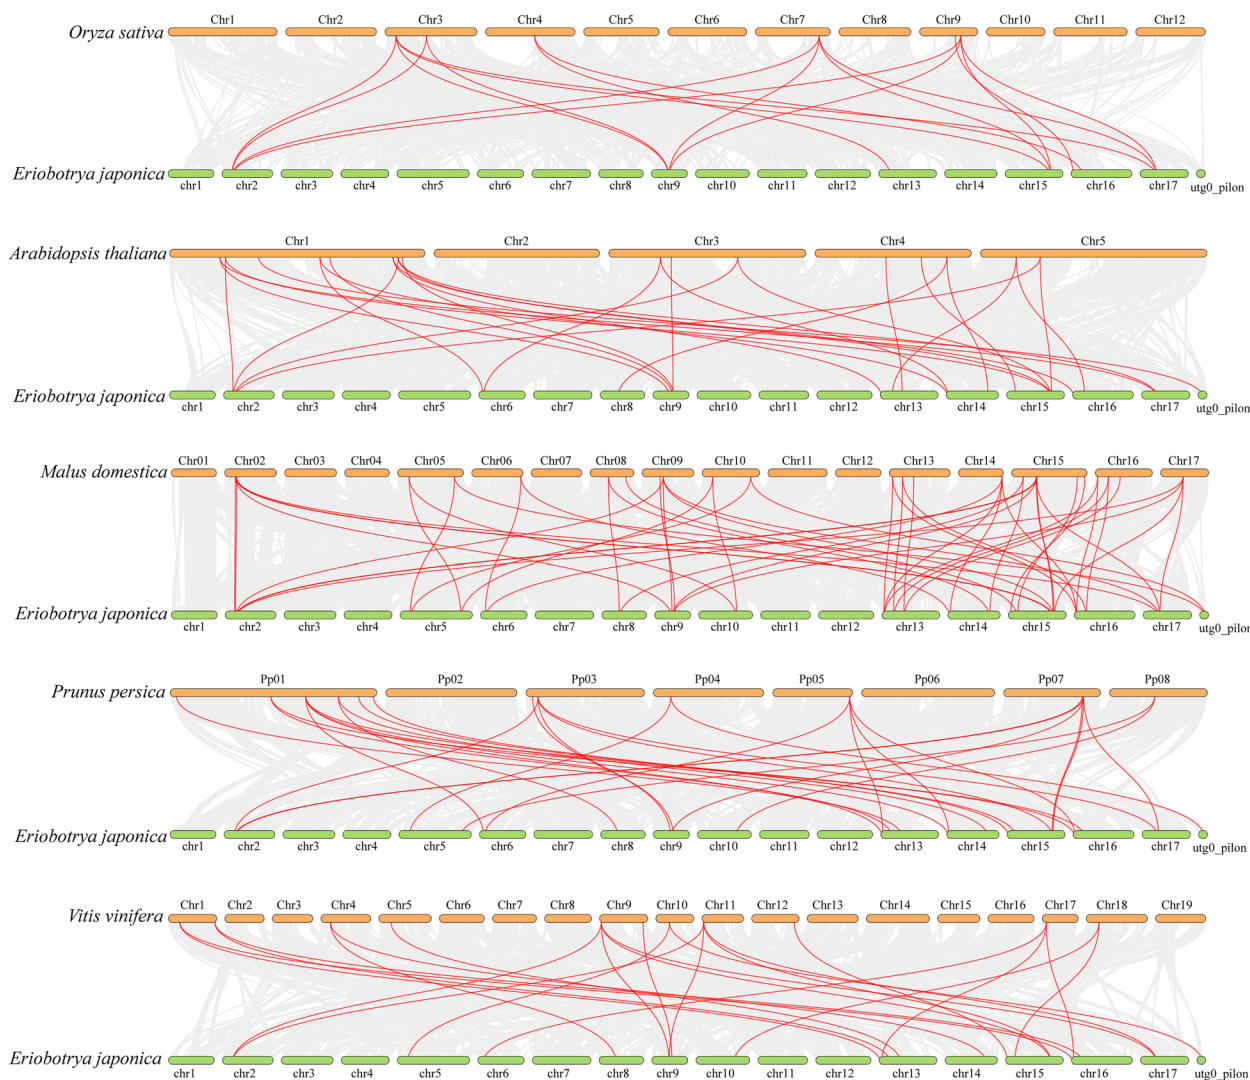 Chr1 Chr2 Chr3 Chr4 Chr5 Chr6 Chr7 Chr8 Chr9 Chr10 Chr11 Chr12
Oryza sativa
Eriobotrya japonica
chr1 chr2 chr3 chr4 chr5 chr6 chr7 chr8 chr9 chr10 chr11 chr12 chr13 chr14 chr15 chr16 chr17 utg0_pilon
Chr1 Chr2 Chr3 Chr4 Chr5
Arabidopsis thaliana
Eriobotrya japonica
chr1 chr2 chr3 chr4 chr5 chr6 chr7 chr8 chr9 chr10 chr11 chr12 chr13 chr14 chr15 chr16 chr17 utg0_pilon
Chr01 Chr02 Chr03 Chr04 Chr05 Chr06 Chr07 Chr08 Chr09 Chr10 Chr11 Chr12 Chr13 Chr14 Chr15 Chr16 Chr17
Malus domestica
Eriobotrya japonica
chr1 chr2 chr3 chr4 chr5 chr6 chr7 chr8 chr9 chr10 chr11 chr12 chr13 chr14 chr15 chr16 chr17 utg0_pilon
Pp01 Pp02 Pp03 Pp04 Pp05 Pp06 Pp07 Pp08
Prunus persica
Eriobotrya japonica
chr1 chr2 chr3 chr4 chr5 chr6 chr7 chr8 chr9 chr10 chr11 chr12 chr13 chr14 chr15 chr16 chr17 utg0_pilon
Chr1 Chr2 Chr3 Chr4 Chr5 Chr6 Chr7 Chr8 Chr9 Chr10 Chr11 Chr12 Chr13 Chr14 Chr15 Chr16 Chr17 Chr18 Chr19
Vitis vinifera
Eriobotrya japonica
chr1 chr2 chr3 chr4 chr5 chr6 chr7 chr8 chr9 chr10 chr11 chr12 chr13 chr14 chr15 chr16 chr17 utg0_pilon